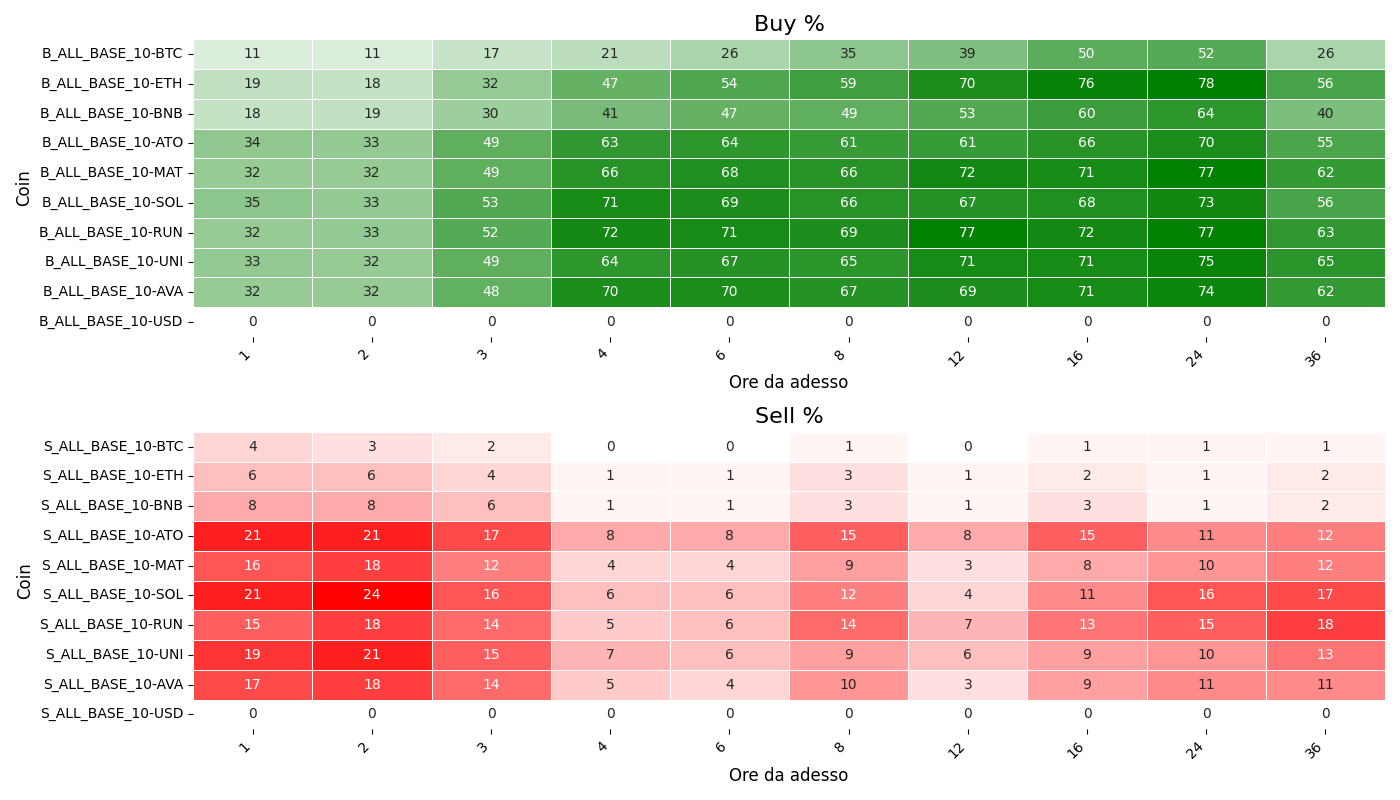 Buy %
Coin
B_ALL_BASE_10-BTC 11 11 17 21 26 35 39 50 52 26
B_ALL_BASE_10-ETH 19 18 32 47 54 59 70 76 78 56
B_ALL_BASE_10-BNB 18 19 30 41 47 49 53 60 64 40
B_ALL_BASE_10-ATO 34 33 49 63 64 61 61 66 70 55
B_ALL_BASE_10-MAT 32 32 49 66 68 66 72 71 77 62
B_ALL_BASE_10-SOL 35 33 53 71 69 66 67 68 73 56
B_ALL_BASE_10-RUN 32 33 52 72 71 69 77 72 77 63
B_ALL_BASE_10-UNI 33 32 49 64 67 65 71 71 75 65
B_ALL_BASE_10-AVA 32 32 48 70 70 67 69 71 74 62
B_ALL_BASE_10-USD 0 0 0 0 0 0 0 0 0 0
1 2 3 4 6 8 12 16 24 36
Ore da adesso
Sell %
Coin
S_ALL_BASE_10-BTC 4 3 2 0 0 1 0 1 1 1
S_ALL_BASE_10-ETH 6 6 4 1 1 3 1 2 1 2
S_ALL_BASE_10-BNB 8 8 6 1 1 3 1 3 1 2
S_ALL_BASE_10-ATO 21 21 17 8 8 15 8 15 11 12
S_ALL_BASE_10-MAT 16 18 12 4 4 9 3 8 10 12
S_ALL_BASE_10-SOL 21 24 16 6 6 12 4 11 16 17
S_ALL_BASE_10-RUN 15 18 14 5 6 14 7 13 15 18
S_ALL_BASE_10-UNI 19 21 15 7 6 9 6 9 10 13
S_ALL_BASE_10-AVA 17 18 14 5 4 10 3 9 11 11
S_ALL_BASE_10-USD 0 0 0 0 0 0 0 0 0 0
1 2 3 4 6 8 12 16 24 36
Ore da adesso